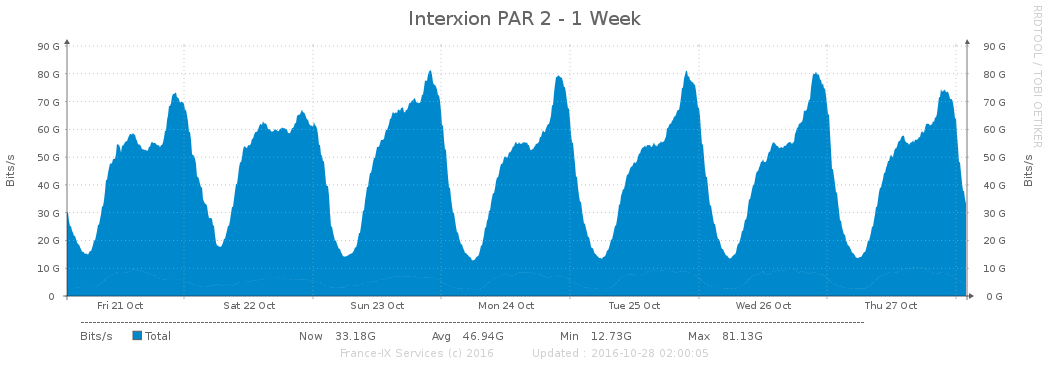 Interxion PAR 2 - 1 Week
RRDTOOL / TOBI OETIKER
Bits/s
90 G 90 G
80 G 80 G
70 G 70 G
60 G 60 G
50 G 50 G
40 G 40 G
30 G 30 G
20 G 20 G
10 G 10 G
0 0 G
Bits/s
Fri 21 Oct Sat 22 Oct Sun 23 Oct Mon 24 Oct Tue 25 Oct Wed 26 Oct Thu 27 Oct
Bits/s Total Now 33.18G Avg 46.94G Min 12.73G Max 81.13G
France-IX Services (c) 2016 Updated : 2016-10-28 02:00:05